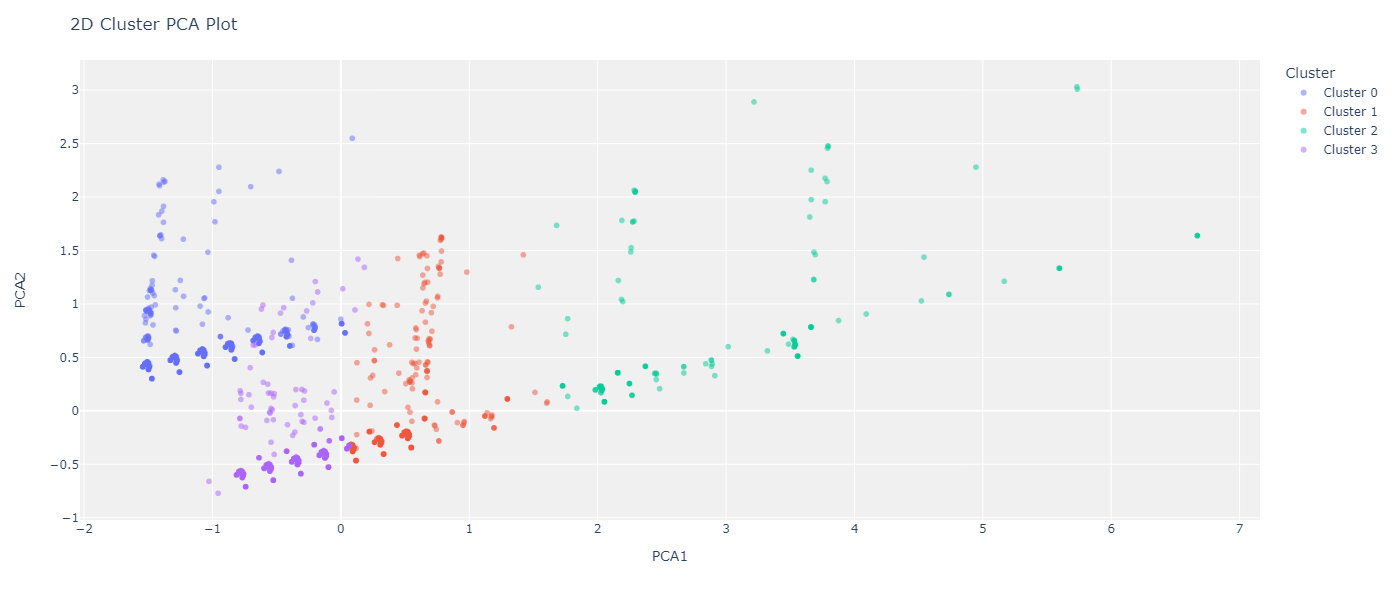 2D Cluster PCA Plot
Cluster
Cluster 0
Cluster 1
Cluster 2
Cluster 3
3
2.5
2
1.5
1
0.5
0
−0.5
−1
PCA2
−2
−1
0
1
2
3
4
5
6
7
PCA1